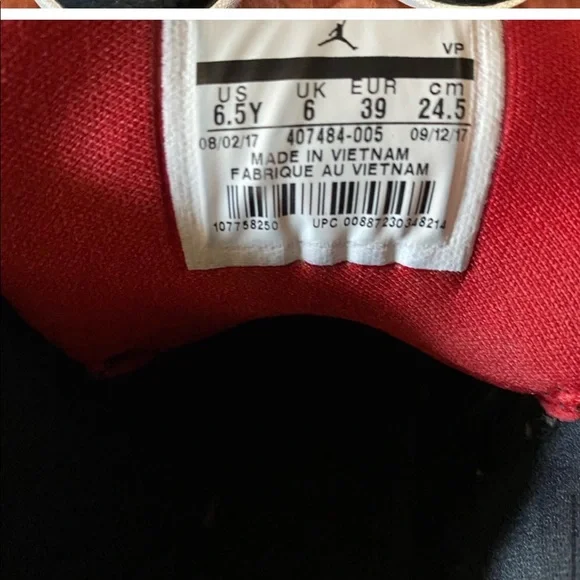 VP
US UK EUR cm
6.5Y 6 39 24.5
08/02/17 407484-005 09/12/17
MADE IN VIETNAM
FABRIQUE AU VIETNAM
107758250 UPC 00887230348214